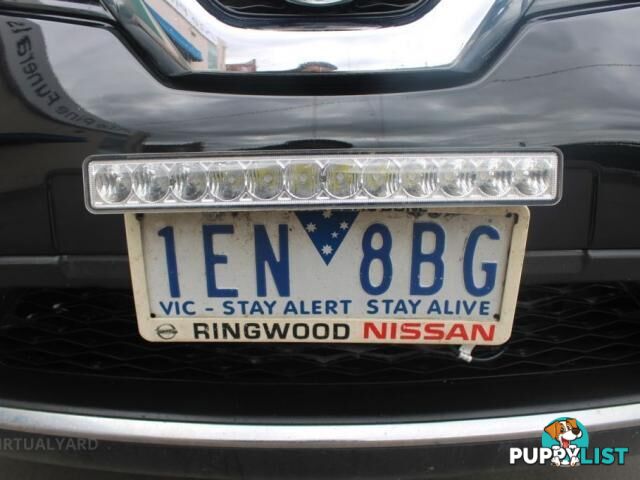 1EN 8BG
VIC - STAY ALERT STAY ALIVE
RINGWOOD NISSAN
VIRTUALYARD
PUPPYLIST